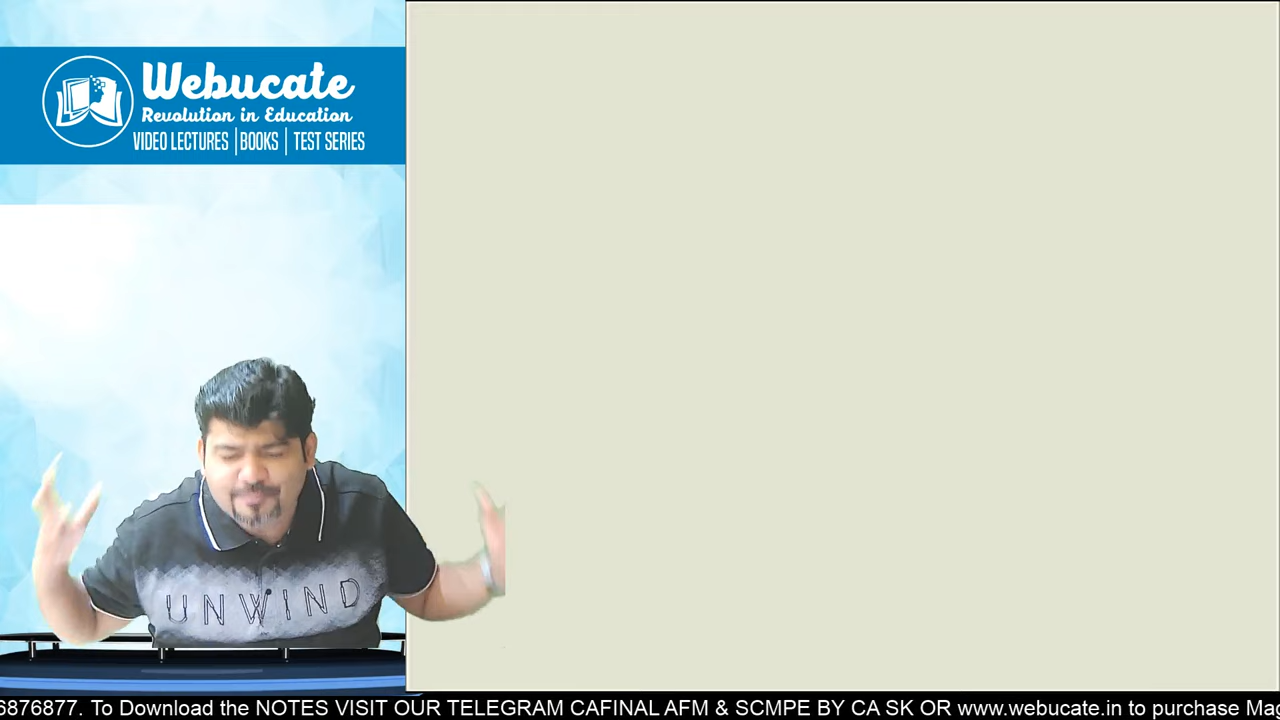 Webucate
Revolution in Education
VIDEO LECTURES | BOOKS | TEST SERIES
UNWIND
6876877. To Download the NOTES VISIT OUR TELEGRAM CAFINAL AFM & SCMPE BY CA SK OR www.webucate.in to purchase Mad